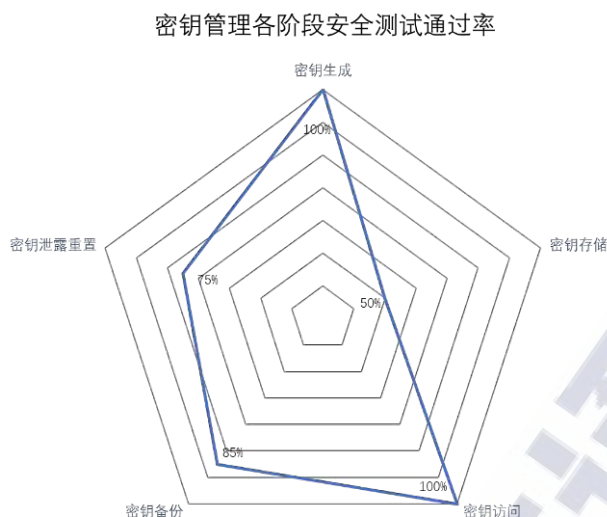 密钥管理各阶段安全测试通过率
密钥生成
100%
密钥泄露重置
密钥存储
75%
50%
85%
100%
密钥备份
密钥访问